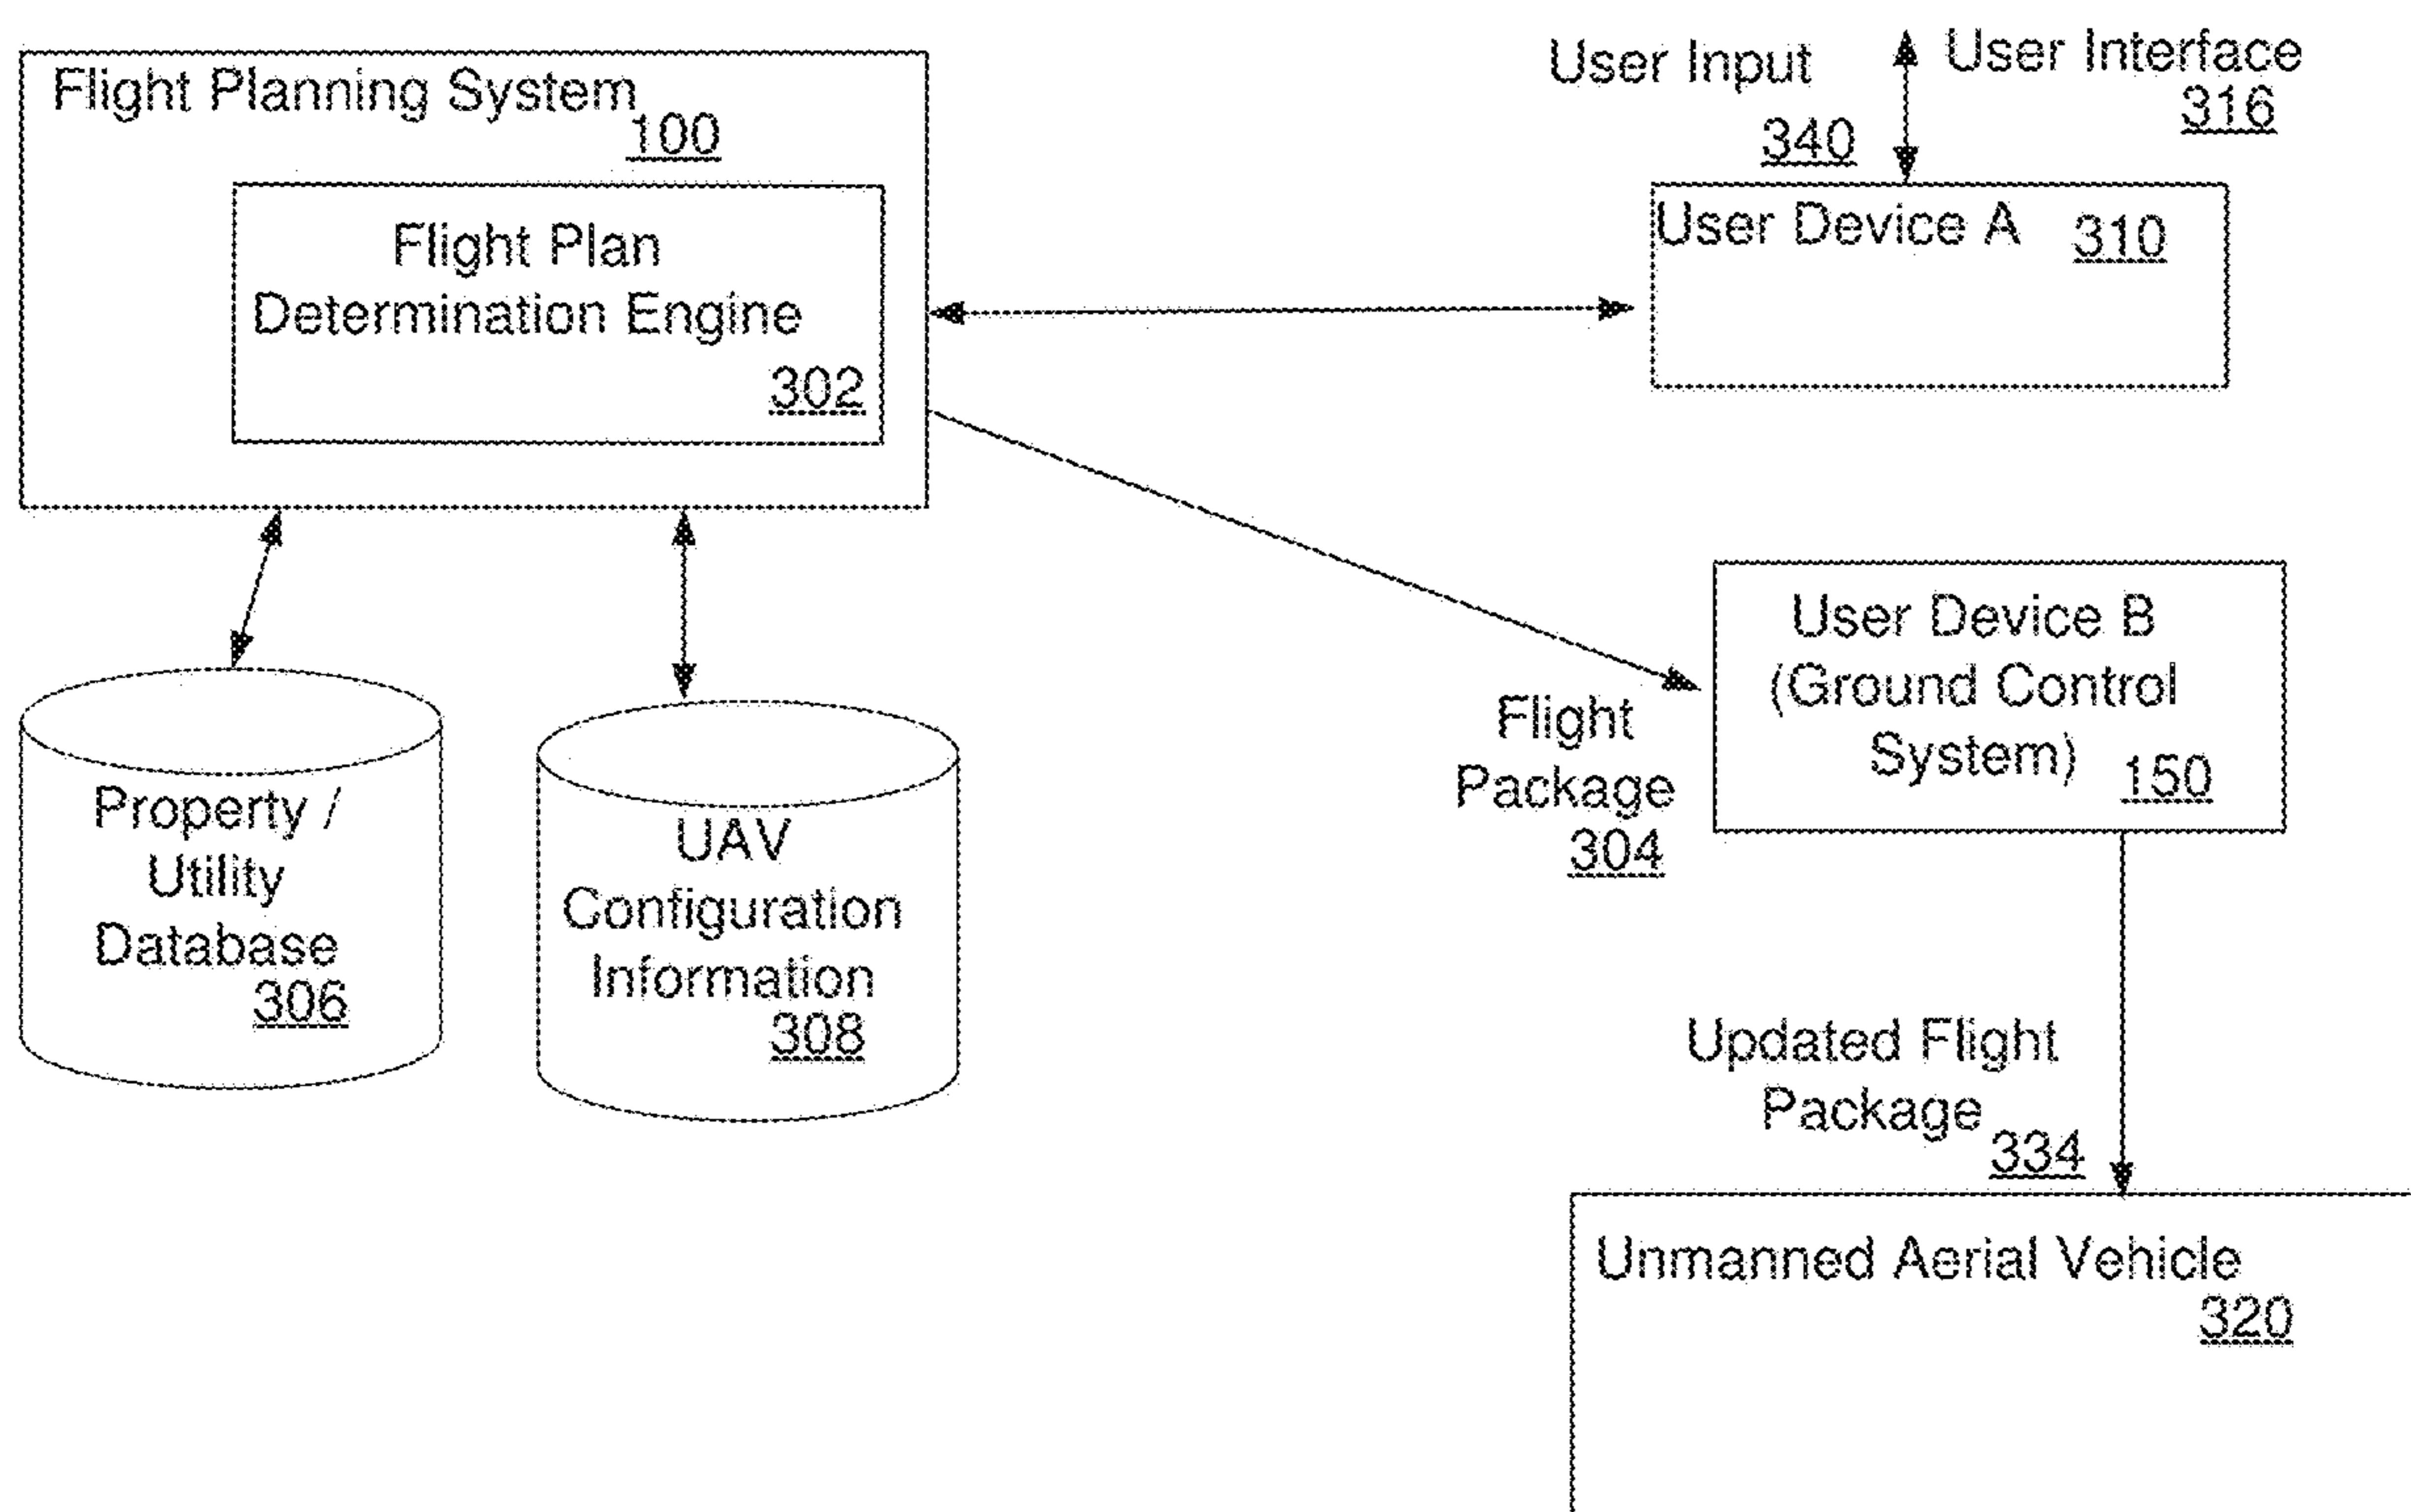 Flight Planning System
100
Flight Plan
Determination Engine
302
User Input
340
User Interface
316
User Device A 310
User Device B
(Ground Control
System) 150
Flight
Package
304
Property /
Utility
Database
306
UAV
Configuration
Information
308
Updated Flight
Package
334
Unmanned Aerial Vehicle
320